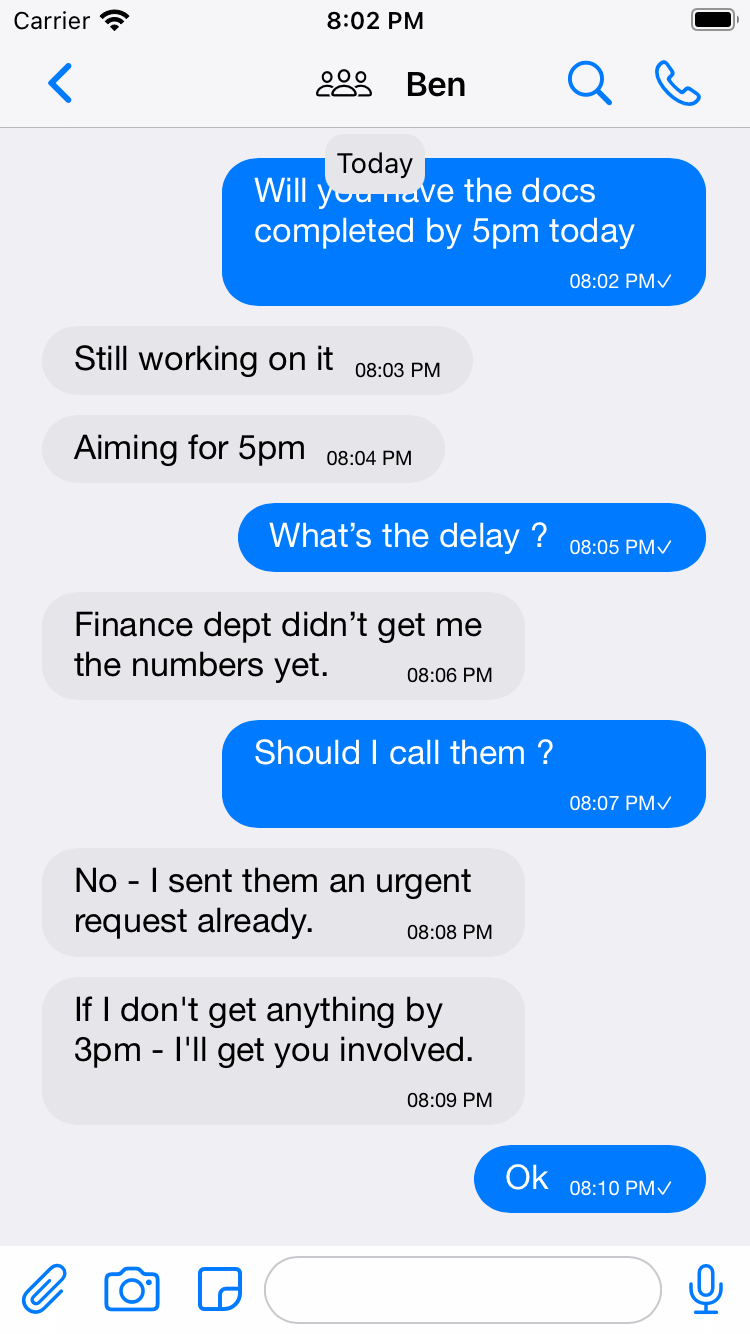 Carrier 8:02 PM
Ben
Today
Will you have the docs
completed by 5pm today
08:02 PM✓
Still working on it 08:03 PM
Aiming for 5pm 08:04 PM
What’s the delay ? 08:05 PM✓
Finance dept didn’t get me
the numbers yet. 08:06 PM
Should I call them ?
08:07 PM✓
No - I sent them an urgent
request already. 08:08 PM
If I don't get anything by
3pm - I'll get you involved.
08:09 PM
Ok 08:10 PM✓